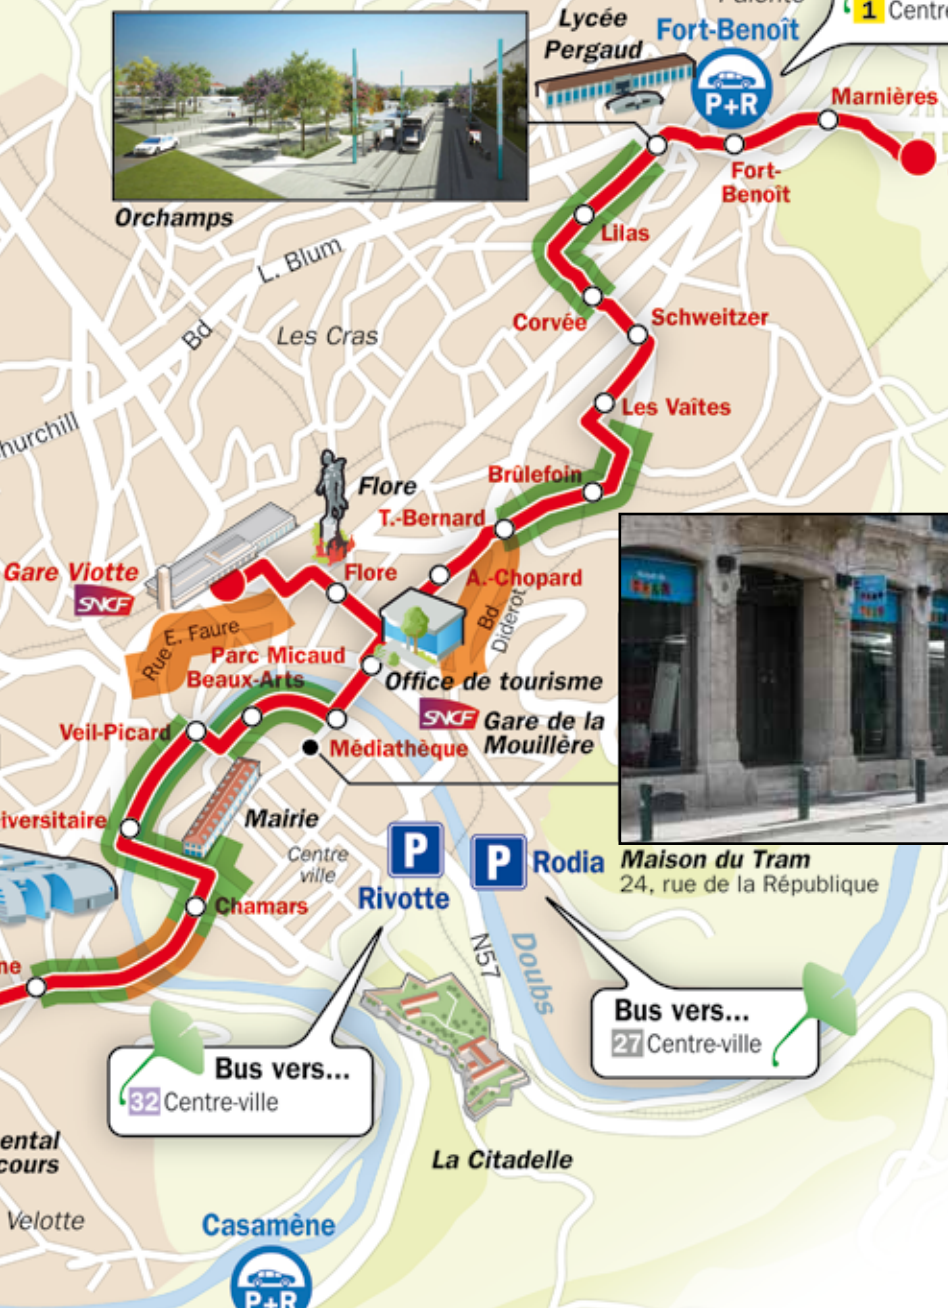 Lycée
Pergaud
Fort-Benoît
P+R
1 Centre
Marnières
Fort-
Benoît
Orchamps
Lilas
L. Blum
Bd
Les Cras
Corvée
Schweitzer
hurchill
Les Vaîtes
Brûlefoin
Flore
T.-Bernard
Gare Viotte
SNCF
Flore
A.-Chopard
Bd
Diderot
Rue E. Faure
Parc Micaud
Beaux-Arts
Office de tourisme
SNCF Gare de la
Mouillère
Veil-Picard
Médiathèque
iversitaire
Mairie
Centre
ville
P
Rivotte
P
Rodia
Maison du Tram
24, rue de la République
Chamars
ne
N57
Doubs
Bus vers...
27 Centre-ville
Bus vers...
32 Centre-ville
ental
cours
La Citadelle
Velotte
Casamène
P+R